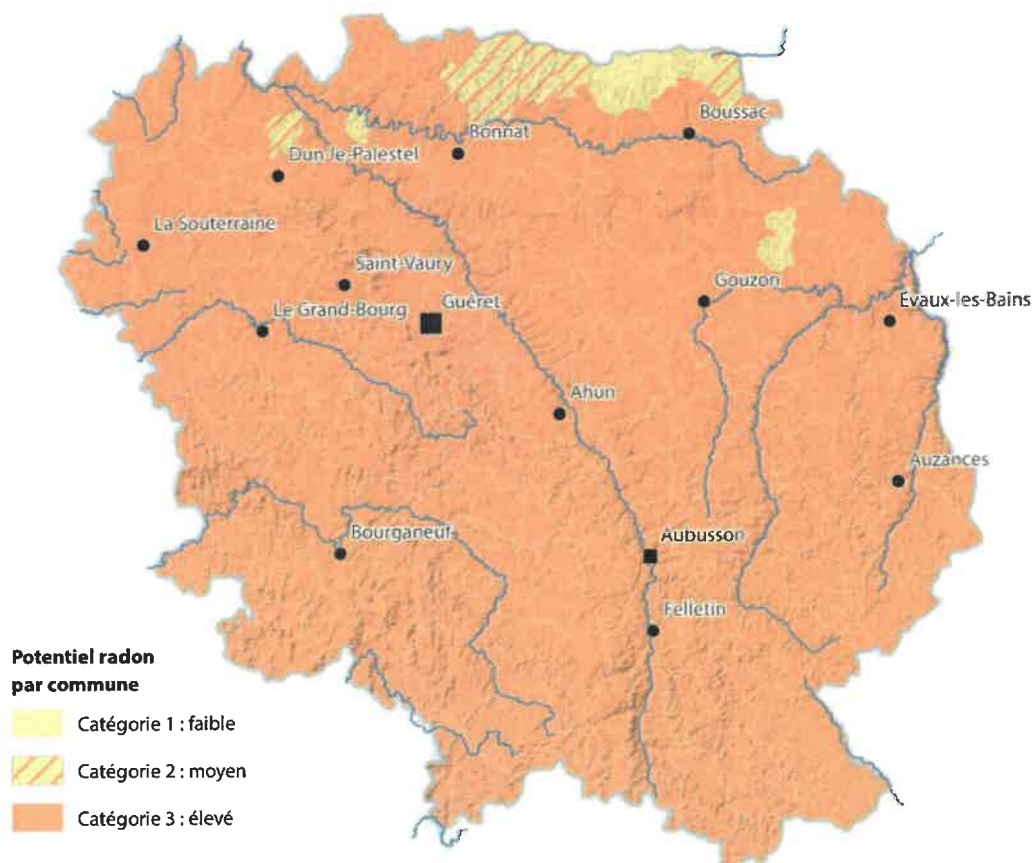 Boussac
Bonnat
Dun-le-Palestel
La Souterraine
Saint-Vaury
Gouzon
Guéret
Évaux-les-Bains
Le Grand-Bourg
Ahun
Auzances
Bourganeuf
Aubusson
Felletin
Potentiel radon
par commune
Catégorie 1 : faible
Catégorie 2 : moyen
Catégorie 3 : élevé